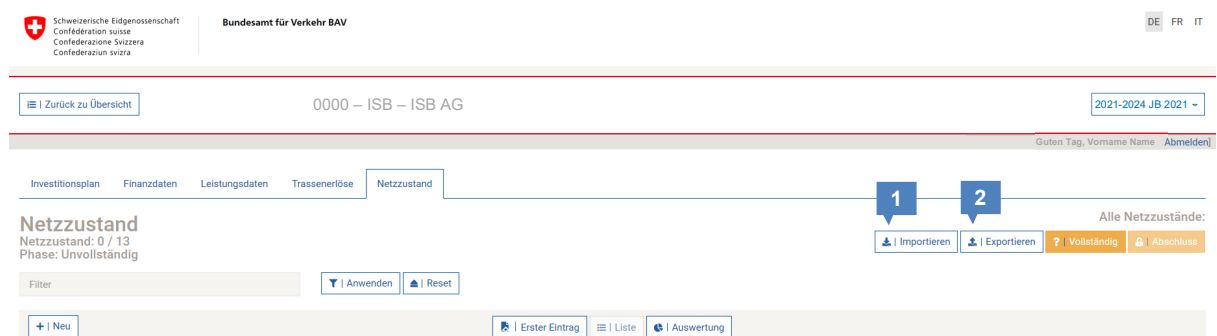 Schweizerische Eidgenossenschaft
Confédération suisse
Confederazione Svizzera
Confederaziun svizra
Bundesamt für Verkehr BAV
DE FR IT
| Zurück zu Übersicht
0000 – ISB – ISB AG
2021-2024 JB 2021
Guten Tag, Vorname Name Abmelden]
Investitionsplan Finanzdaten Leistungsdaten Trassenerlöse Netzzustand
1 2
Netzzustand
Alle Netzzustände:
Netzzustand: 0 / 13
Phase: Unvollständig
| Importieren | Exportieren ? | Vollständig | Abschluss
Filter
| Anwenden | Reset
+ | Neu
| Erster Eintrag | Liste | Auswertung